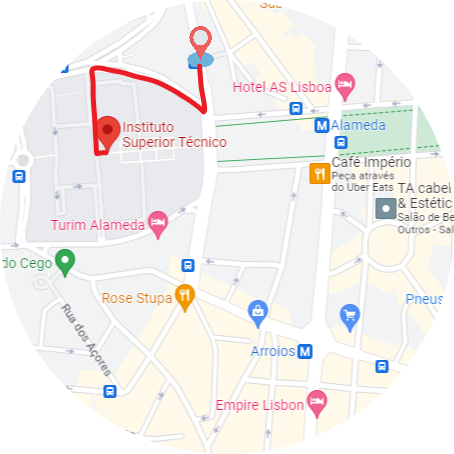 Hotel AS Lisboa
M Alameda
Instituto
Superior Técnico
Café Império
Peça através
do Uber Eats
TA cabel
& Estétic
Salão de Be
Outros - Sal
Turim Alameda
do Cego
Rose Stupa
Pneus
Rua dos Açores
Arroios M
Empire Lisbon